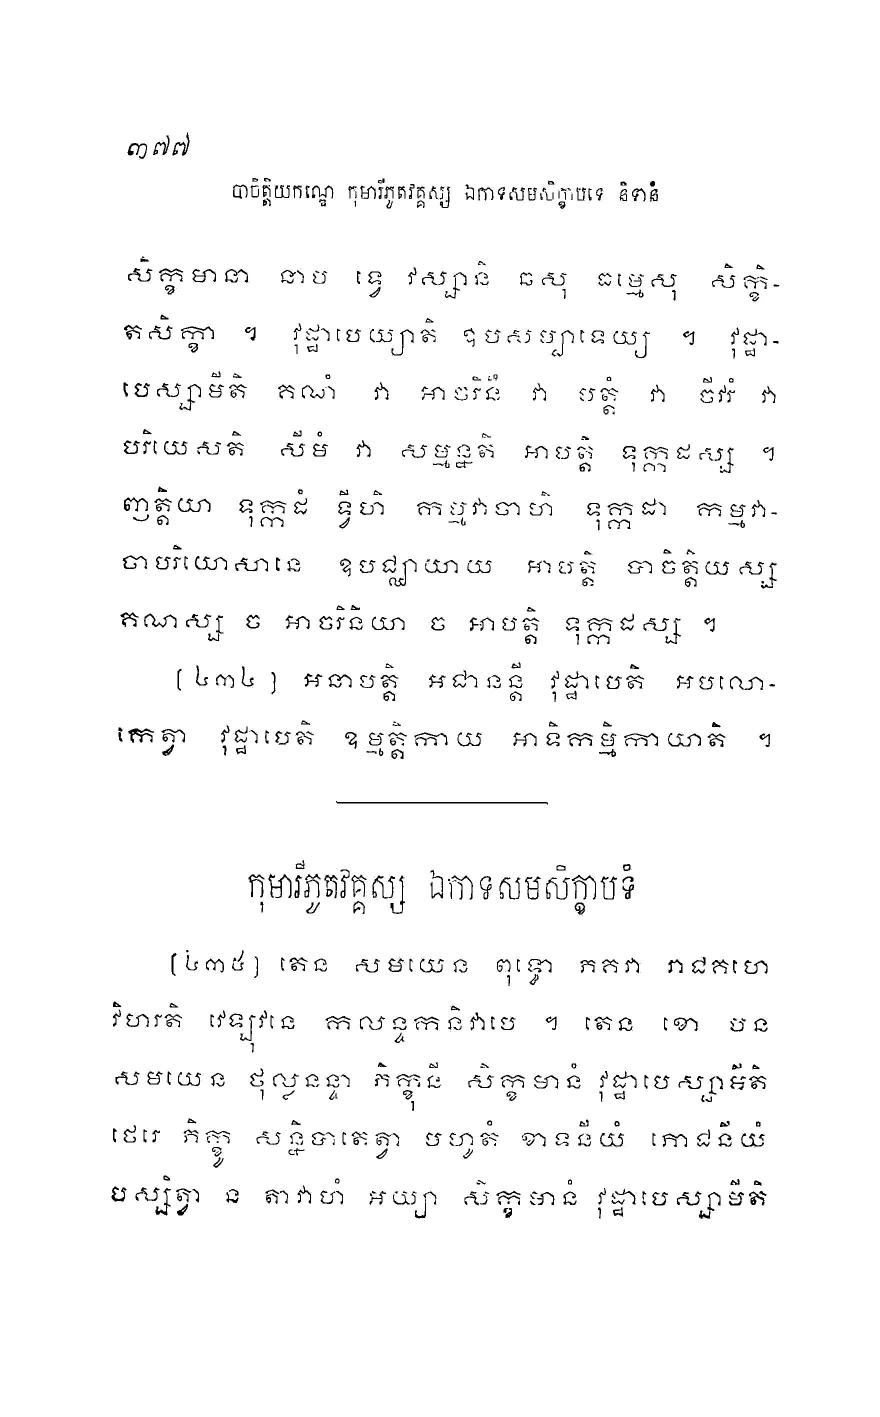 ៣៧៧
បាចិត្តិយកណ្ឌេ កុមារីភូតវគ្គស្ស ឯកាទសមសិក្ខាបទេ និទានំ
សិក្ខមានា នាម ទ្វេ វស្សានិ ឆសុ ធម្មេសុ សិក្ខិ-
តសិក្ខា ។ វុដ្ឋាបេយ្យាតិ ឧបសម្បាទេយ្យ ។ វុដ្ឋា-
បេស្សាមីតិ គណំ វា អាចរិនឹ វា បត្តំ វា ចីវរំ វា
បរិយេសតិ សីមំ វា សម្មន្នតិ អាបត្តិ ទុក្កដស្ស ។
ញត្តិយា ទុក្កដំ ទ្វីហិ កម្មវាចាហិ ទុក្កដា កម្មវា-
ចាបរិយោសានេ ឧបជ្ឈាយាយ អាបត្តិ បាចិត្តិយស្ស
គណស្ស ច អាចរិនិយា ច អាបត្តិ ទុក្កដស្ស ។
[៤៣៤] អនាបត្តិ អជានន្តី វុដ្ឋាបេតិ អបលោ-
កេត្វា វុដ្ឋាបេតិ ឧម្មត្តិកាយ អាទិកម្មិកាយាតិ ។
កុមារីភូតវគ្គស្ស ឯកាទសមសិក្ខាបទំ
[៤៣៥] តេន សមយេន ពុទ្ធោ ភគវា រាជគហេ
វិហរតិ វេឡុវនេ កលន្ទកនិវាបេ ។ តេន ខោ បន
សមយេន ថុល្លនន្ទា ភិក្ខុនី សិក្ខមានំ វុដ្ឋាបេស្សាមីតិ
ថេរេ ភិក្ខូ សន្និបាតេត្វា បហូតំ ខាទនីយំ ភោជនីយំ
បស្សិត្វា ន តាវាហំ អយ្យា សិក្ខមានំ វុដ្ឋាបេស្សាមីតិ